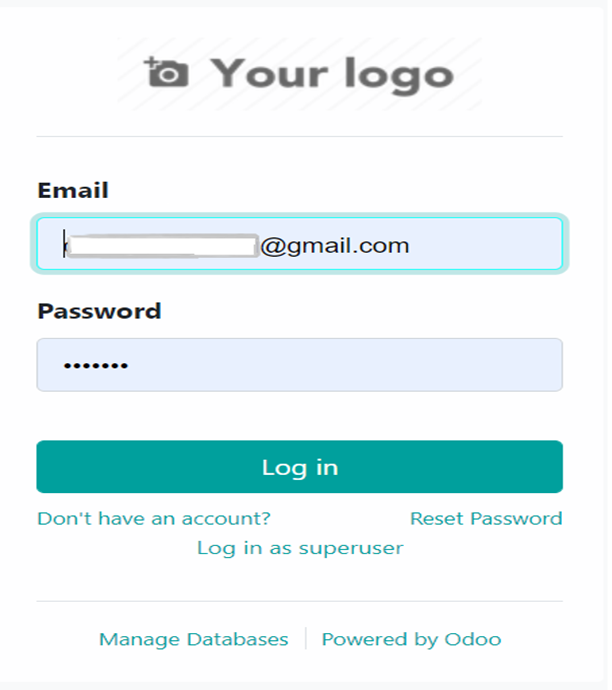 Your logo
Email
@gmail.com
Password
•••••••
Log in
Don't have an account? Reset Password
Log in as superuser
Manage Databases Powered by Odoo